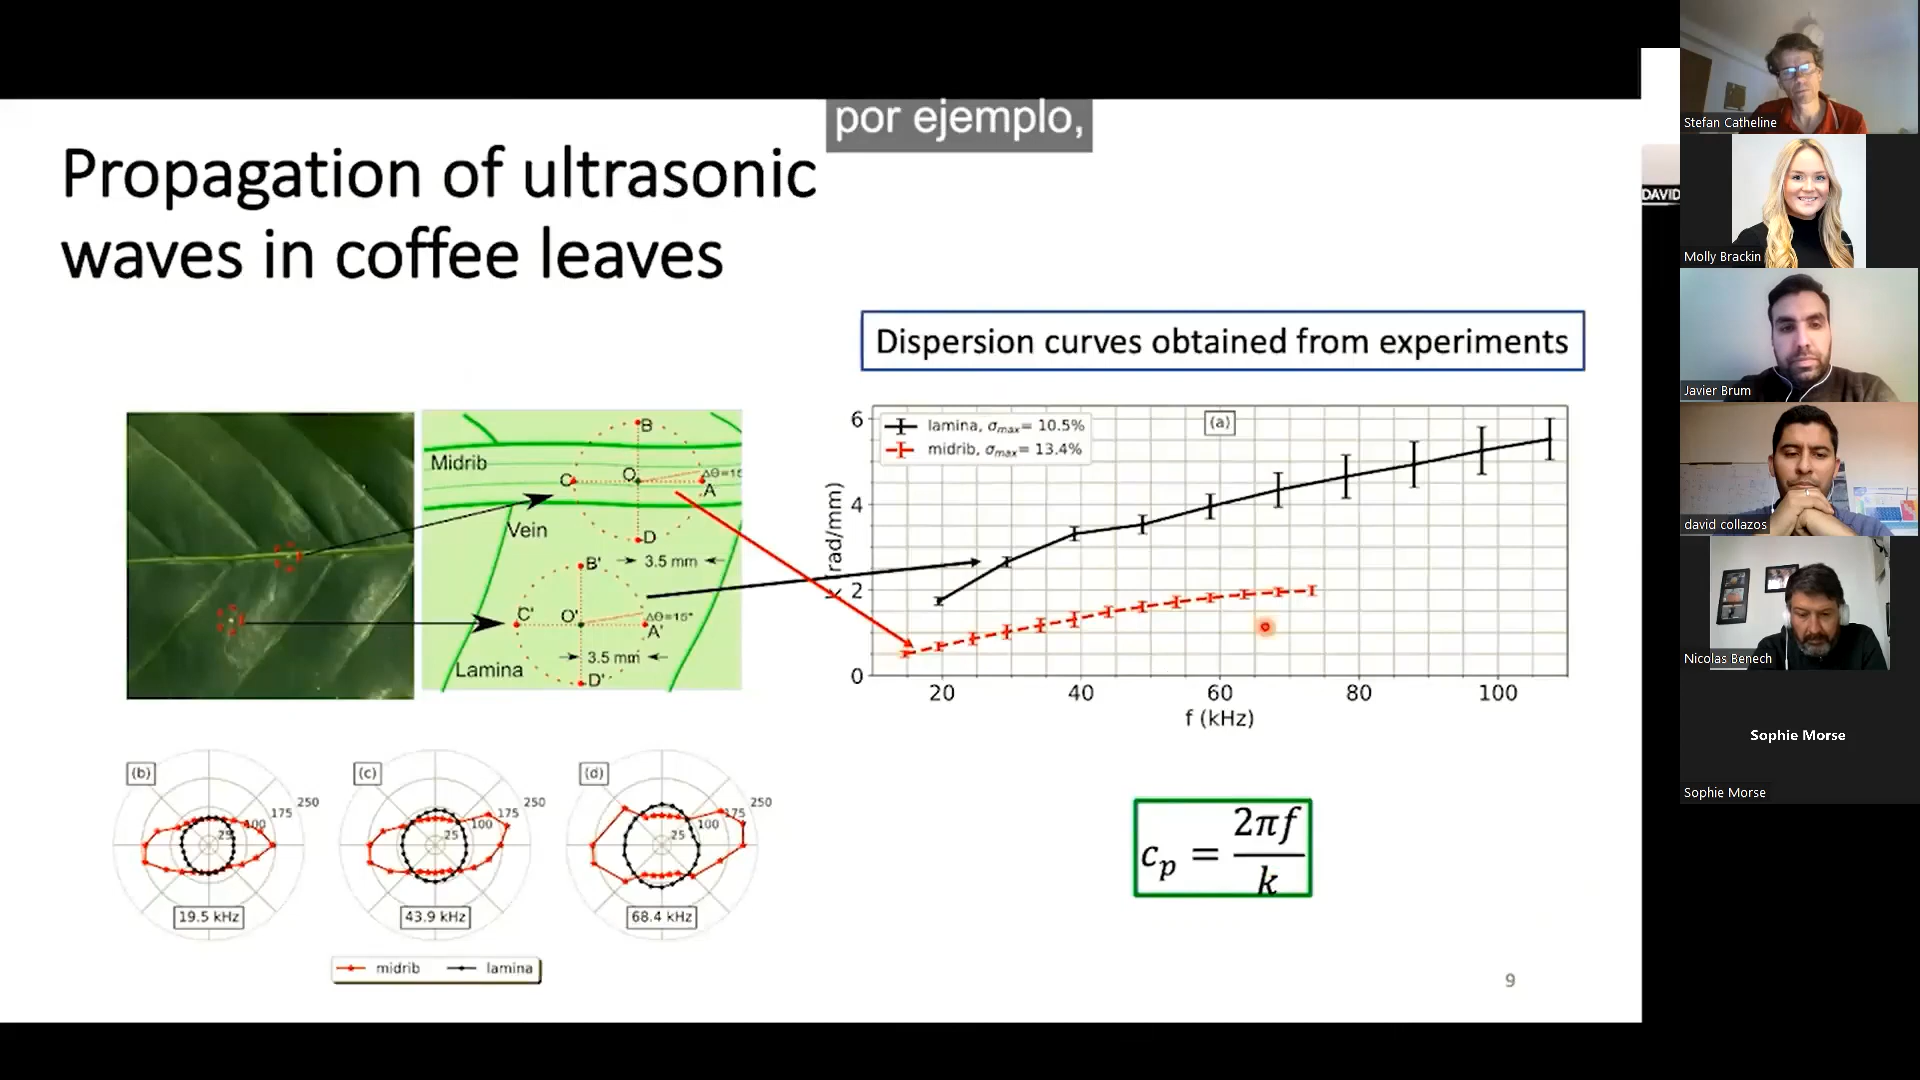 por ejemplo,
Propagation of ultrasonic
waves in coffee leaves
Dispersion curves obtained from experiments
Midrib
B
O
C
A
Δθ=15
D
Vein
3.5 mm
B'
C'
O'
Δθ=15°
A'
3.5 mm
Lamina
D'
lamina, σmax= 10.5%
midrib, σmax= 13.4%
(a)
6
4
2
0
rad/mm)
20
40
60
80
100
f (kHz)
(b)
250
175
100
25
19.5 kHz
(c)
250
175
100
25
43.9 kHz
(d)
250
175
100
25
68.4 kHz
midrib
lamina
cp = 2πf / k
9
DAVID
Stefan Catheline
Molly Brackin
Javier Brum
david collazos
Nicolas Benech
Sophie Morse
Sophie Morse